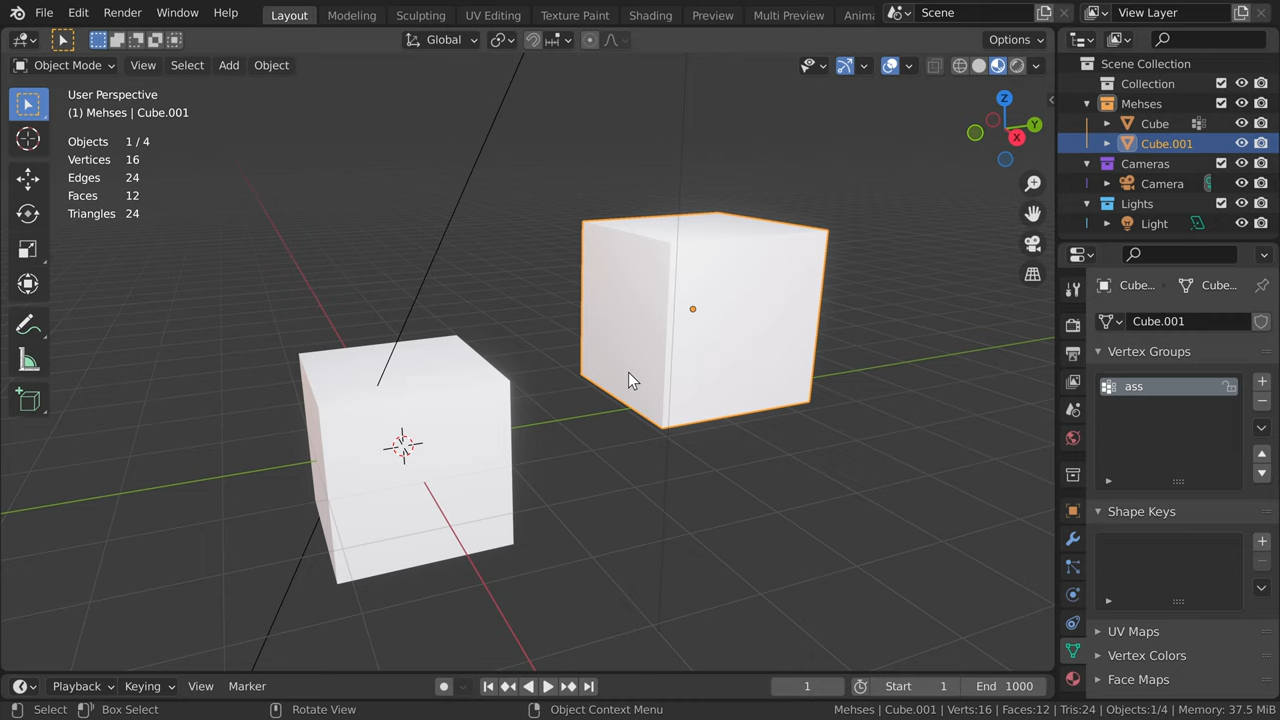 File Edit Render Window Help Layout Modeling Sculpting UV Editing Texture Paint Shading Preview Multi Preview Anima Scene View Layer
Global Options
Object Mode View Select Add Object
User Perspective
(1) Mehses | Cube.001
Objects 1 / 4
Vertices 16
Edges 24
Faces 12
Triangles 24
Z
Y
X
Scene Collection
Collection
Mehses
Cube
Cube.001
Cameras
Camera
Lights
Light
Cube... Cube...
Cube.001
Vertex Groups
ass
Shape Keys
UV Maps
Vertex Colors
Face Maps
Playback Keying View Marker 1 Start 1 End 1000
Select Box Select Rotate View Object Context Menu Mehses | Cube.001 | Verts:16 | Faces:12 | Tris:24 | Objects:1/4 | Memory: 37.5 MiB